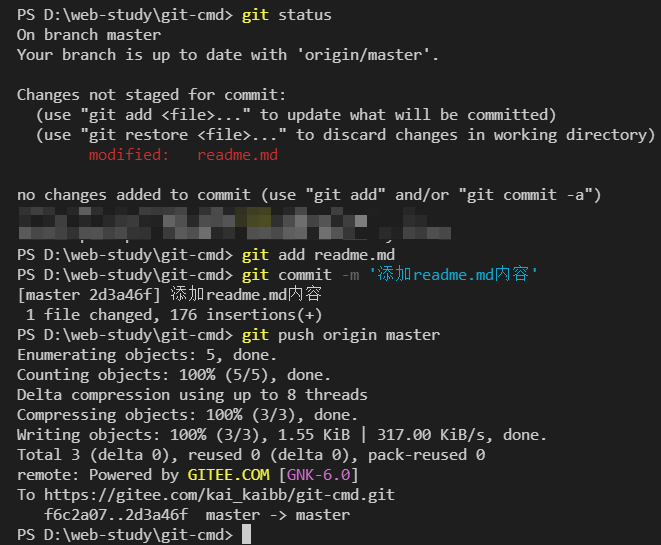 PS D:\web-study\git-cmd> git status
On branch master
Your branch is up to date with 'origin/master'.
Changes not staged for commit:
  (use "git add <file>..." to update what will be committed)
  (use "git restore <file>..." to discard changes in working directory)
        modified:   readme.md
no changes added to commit (use "git add" and/or "git commit -a")
PS D:\web-study\git-cmd> git add readme.md
PS D:\web-study\git-cmd> git commit -m '添加readme.md内容'
[master 2d3a46f] 添加readme.md内容
 1 file changed, 176 insertions(+)
PS D:\web-study\git-cmd> git push origin master
Enumerating objects: 5, done.
Counting objects: 100% (5/5), done.
Delta compression using up to 8 threads
Compressing objects: 100% (3/3), done.
Writing objects: 100% (3/3), 1.55 KiB | 317.00 KiB/s, done.
Total 3 (delta 0), reused 0 (delta 0), pack-reused 0
remote: Powered by GITEE.COM [GNK-6.0]
To https://gitee.com/kai_kaibb/git-cmd.git
   f6c2a07..2d3a46f  master -> master
PS D:\web-study\git-cmd>